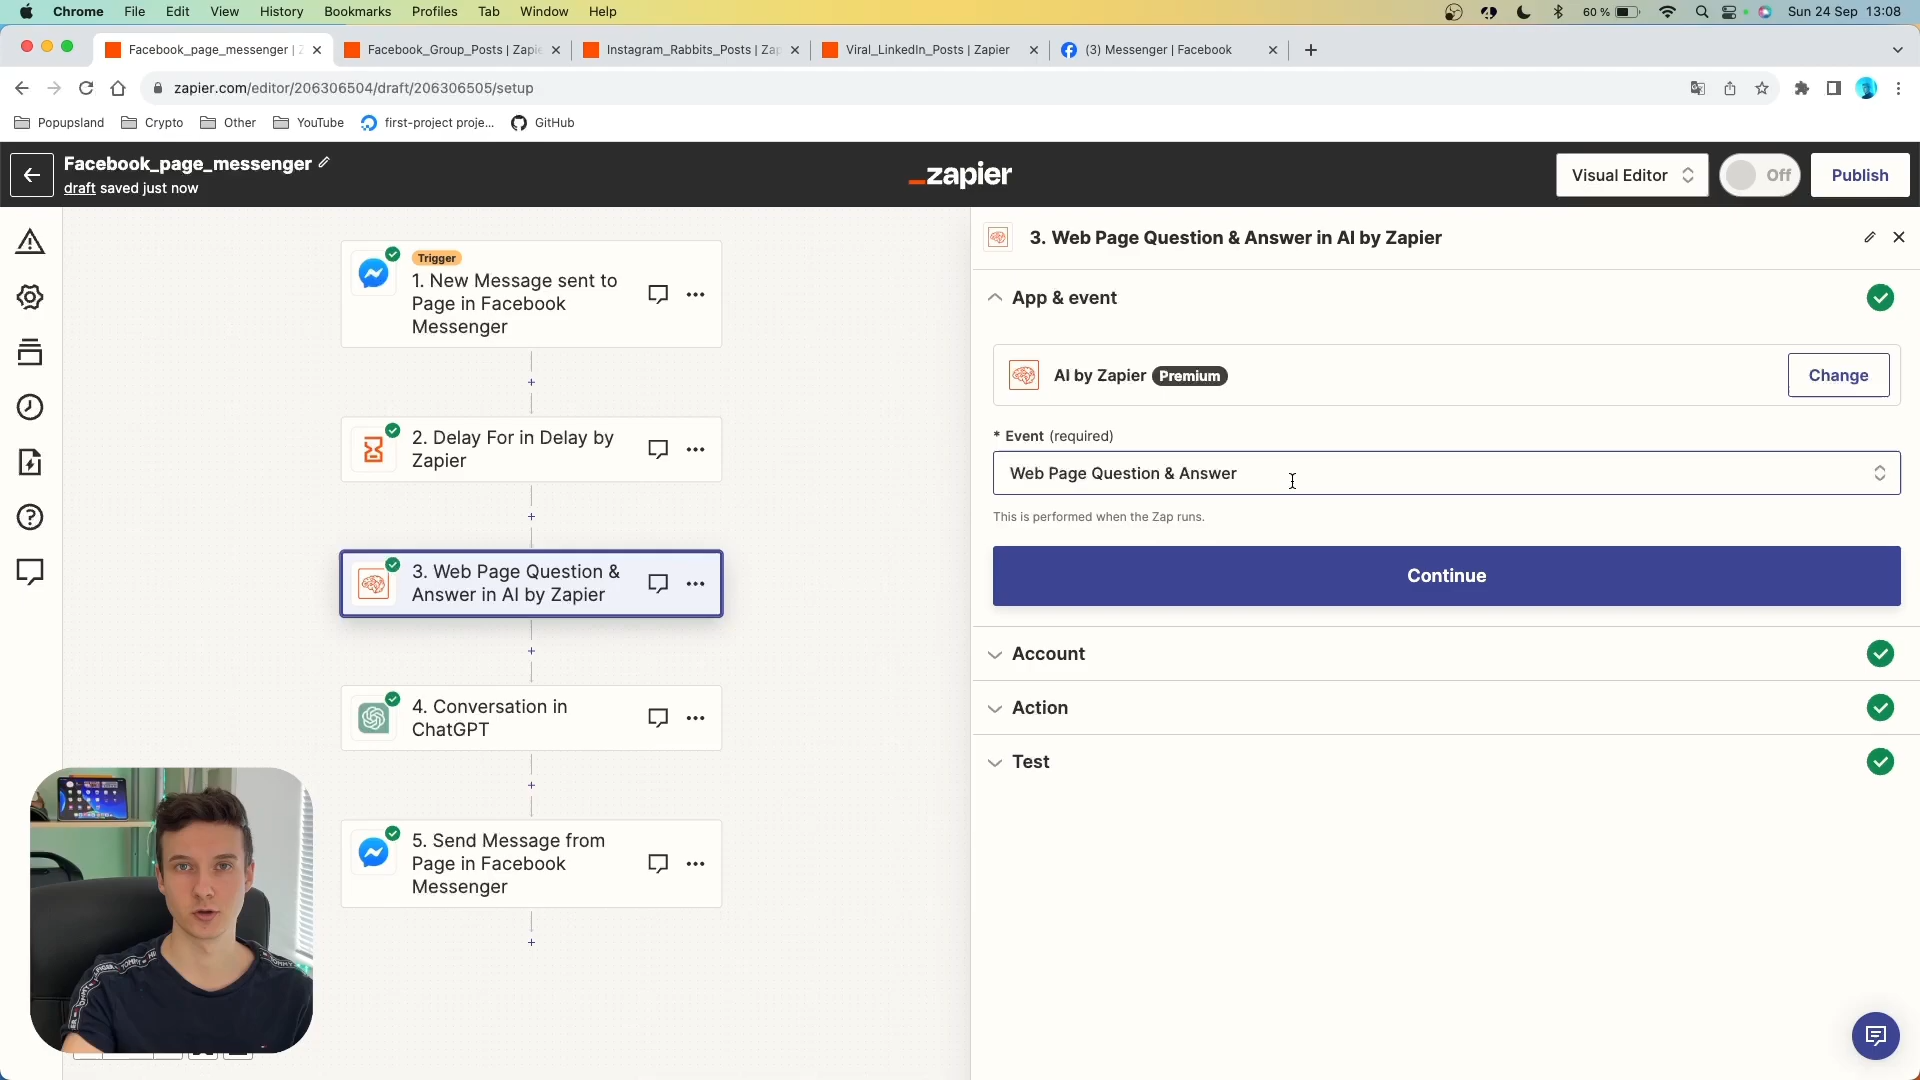 Chrome File Edit View History Bookmarks Profiles Tab Window Help 60 % Sun 24 Sep 13:08
Facebook_page_messenger | Z
Facebook_Group_Posts | Zapie
Instagram_Rabbits_Posts | Zap
Viral_LinkedIn_Posts | Zapier
(3) Messenger | Facebook
zapier.com/editor/206306504/draft/206306505/setup
Popupsland Crypto Other YouTube first-project proje... GitHub
Facebook_page_messenger
draft saved just now
_zapier
Visual Editor
Off
Publish
Trigger
1. New Message sent to
Page in Facebook
Messenger
2. Delay For in Delay by
Zapier
3. Web Page Question &
Answer in AI by Zapier
4. Conversation in
ChatGPT
5. Send Message from
Page in Facebook
Messenger
3. Web Page Question & Answer in AI by Zapier
App & event
AI by Zapier Premium
Change
* Event (required)
Web Page Question & Answer
This is performed when the Zap runs.
Continue
Account
Action
Test